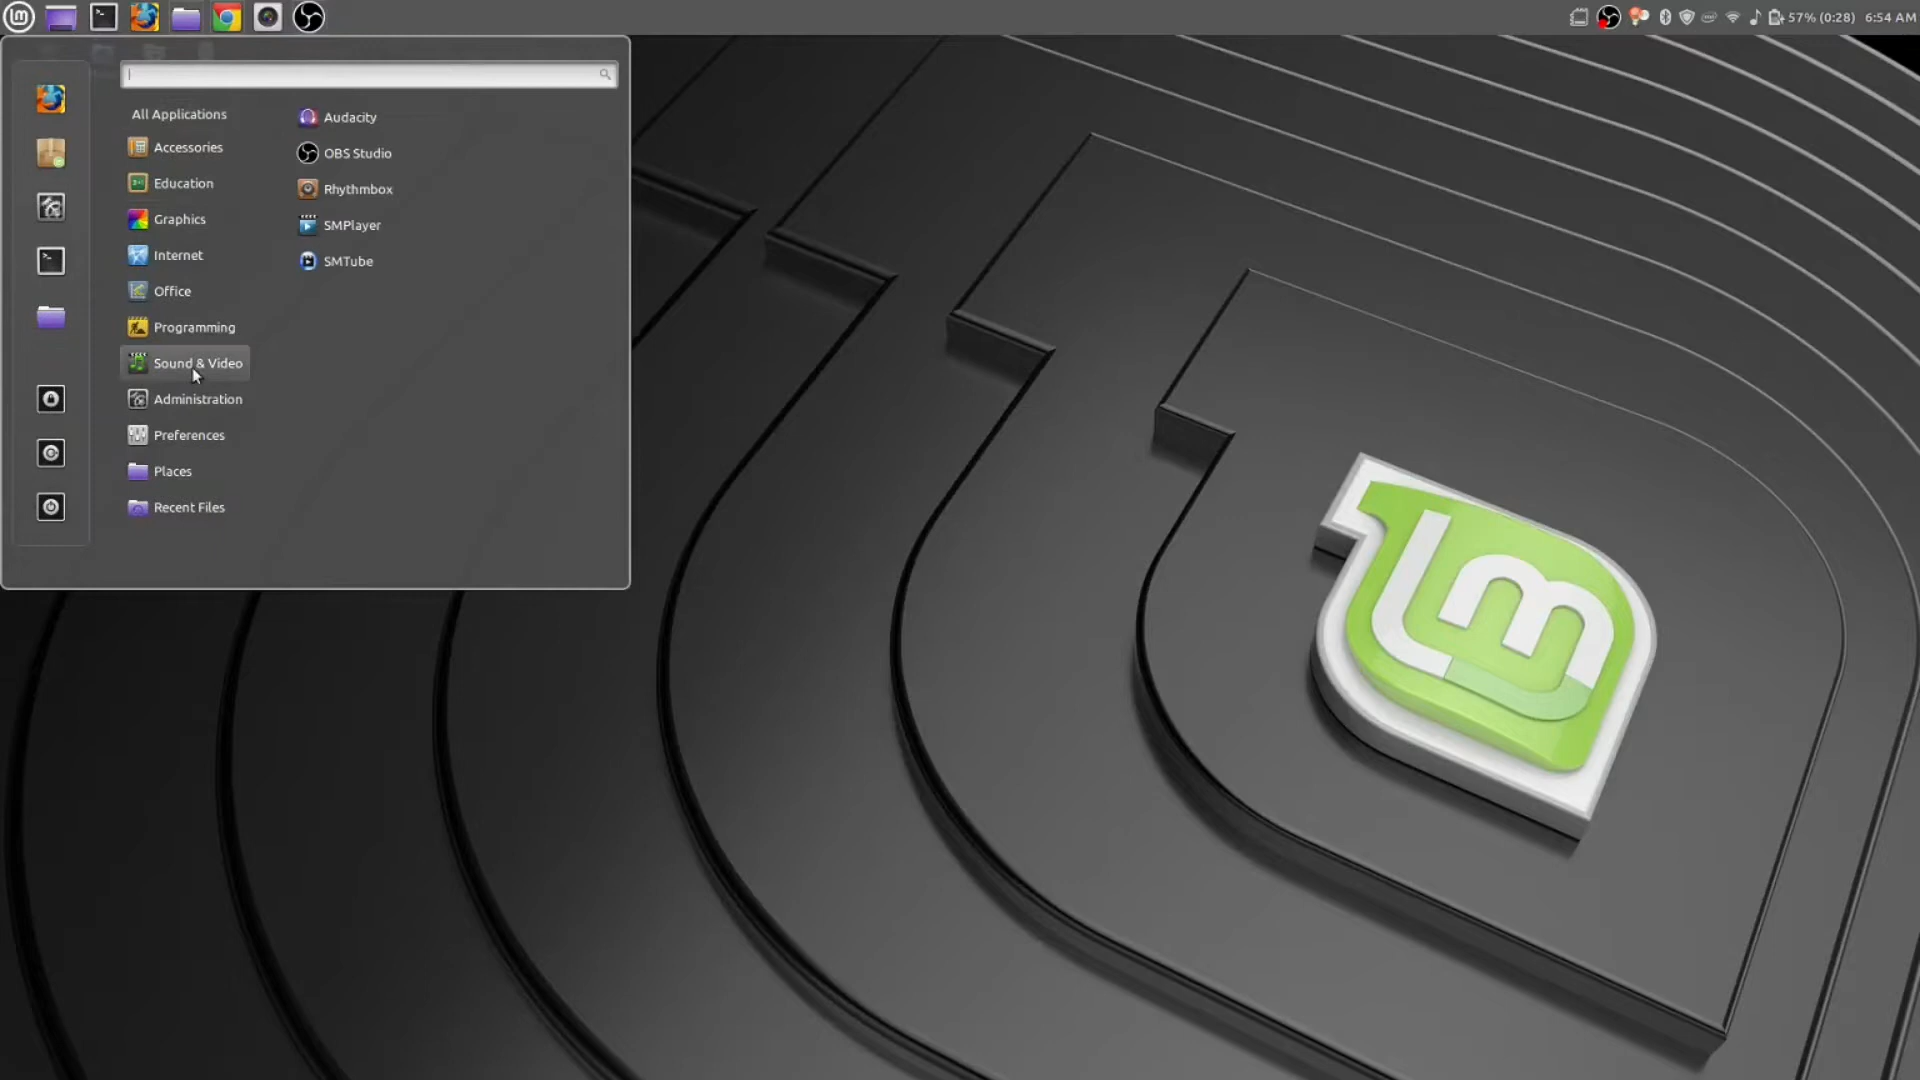 57% (0:28) 6:54 AM
All Applications
Accessories
Education
Graphics
Internet
Office
Programming
Sound & Video
Administration
Preferences
Places
Recent Files
Audacity
OBS Studio
Rhythmbox
SMPlayer
SMTube
lm